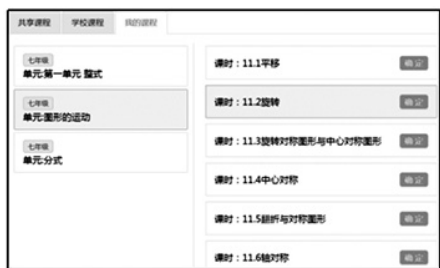 共享课程 学校课程 我的课程
七年级
单元:第一单元 整式
七年级
单元:图形的运动
七年级
单元:分式
课时：11.1平移 确定
课时：11.2旋转 确定
课时：11.3旋转对称图形与中心对称图形 确定
课时：11.4中心对称 确定
课时：11.5翻折与对称图形 确定
课时：11.6轴对称 确定